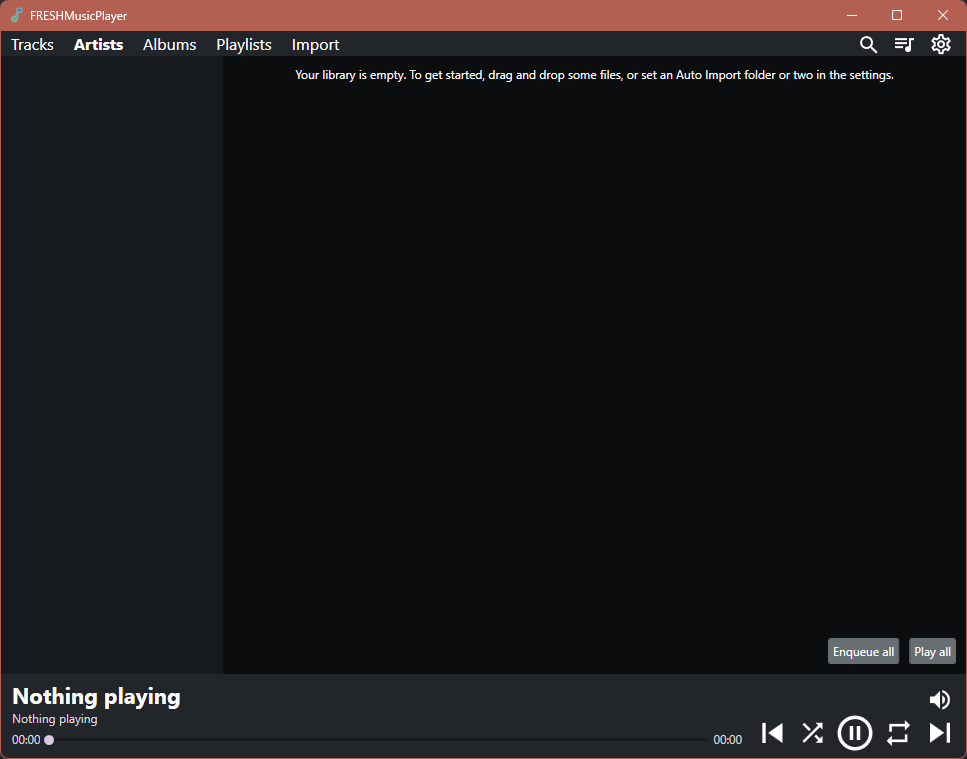 FRESHMusicPlayer
Tracks Artists Albums Playlists Import
Your library is empty. To get started, drag and drop some files, or set an Auto Import folder or two in the settings.
Enqueue all Play all
Nothing playing
Nothing playing
00:00 00:00